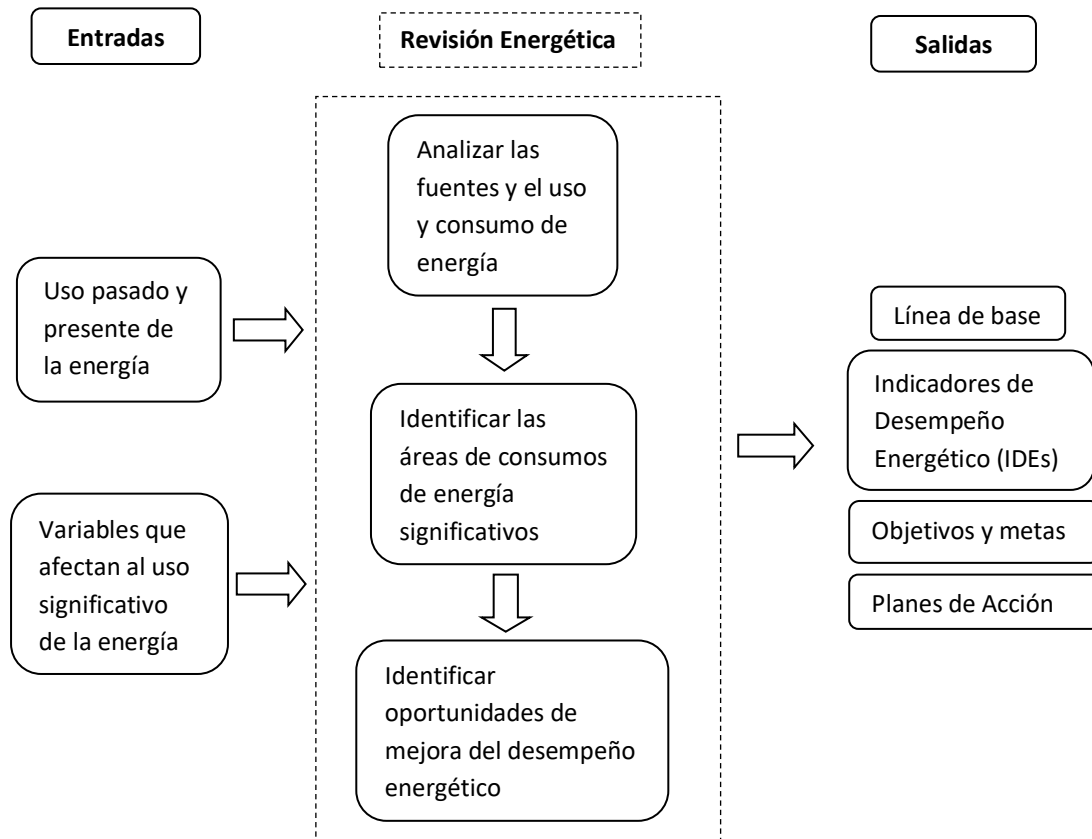 Entradas
Revisión Energética
Salidas
Uso pasado y
presente de
la energía
Variables que
afectan al uso
significativo
de la energía
Analizar las
fuentes y el uso
y consumo de
energía
Identificar las
áreas de consumos
de energía
significativos
Identificar
oportunidades de
mejora del desempeño
energético
Línea de base
Indicadores de
Desempeño
Energético (IDEs)
Objetivos y metas
Planes de Acción